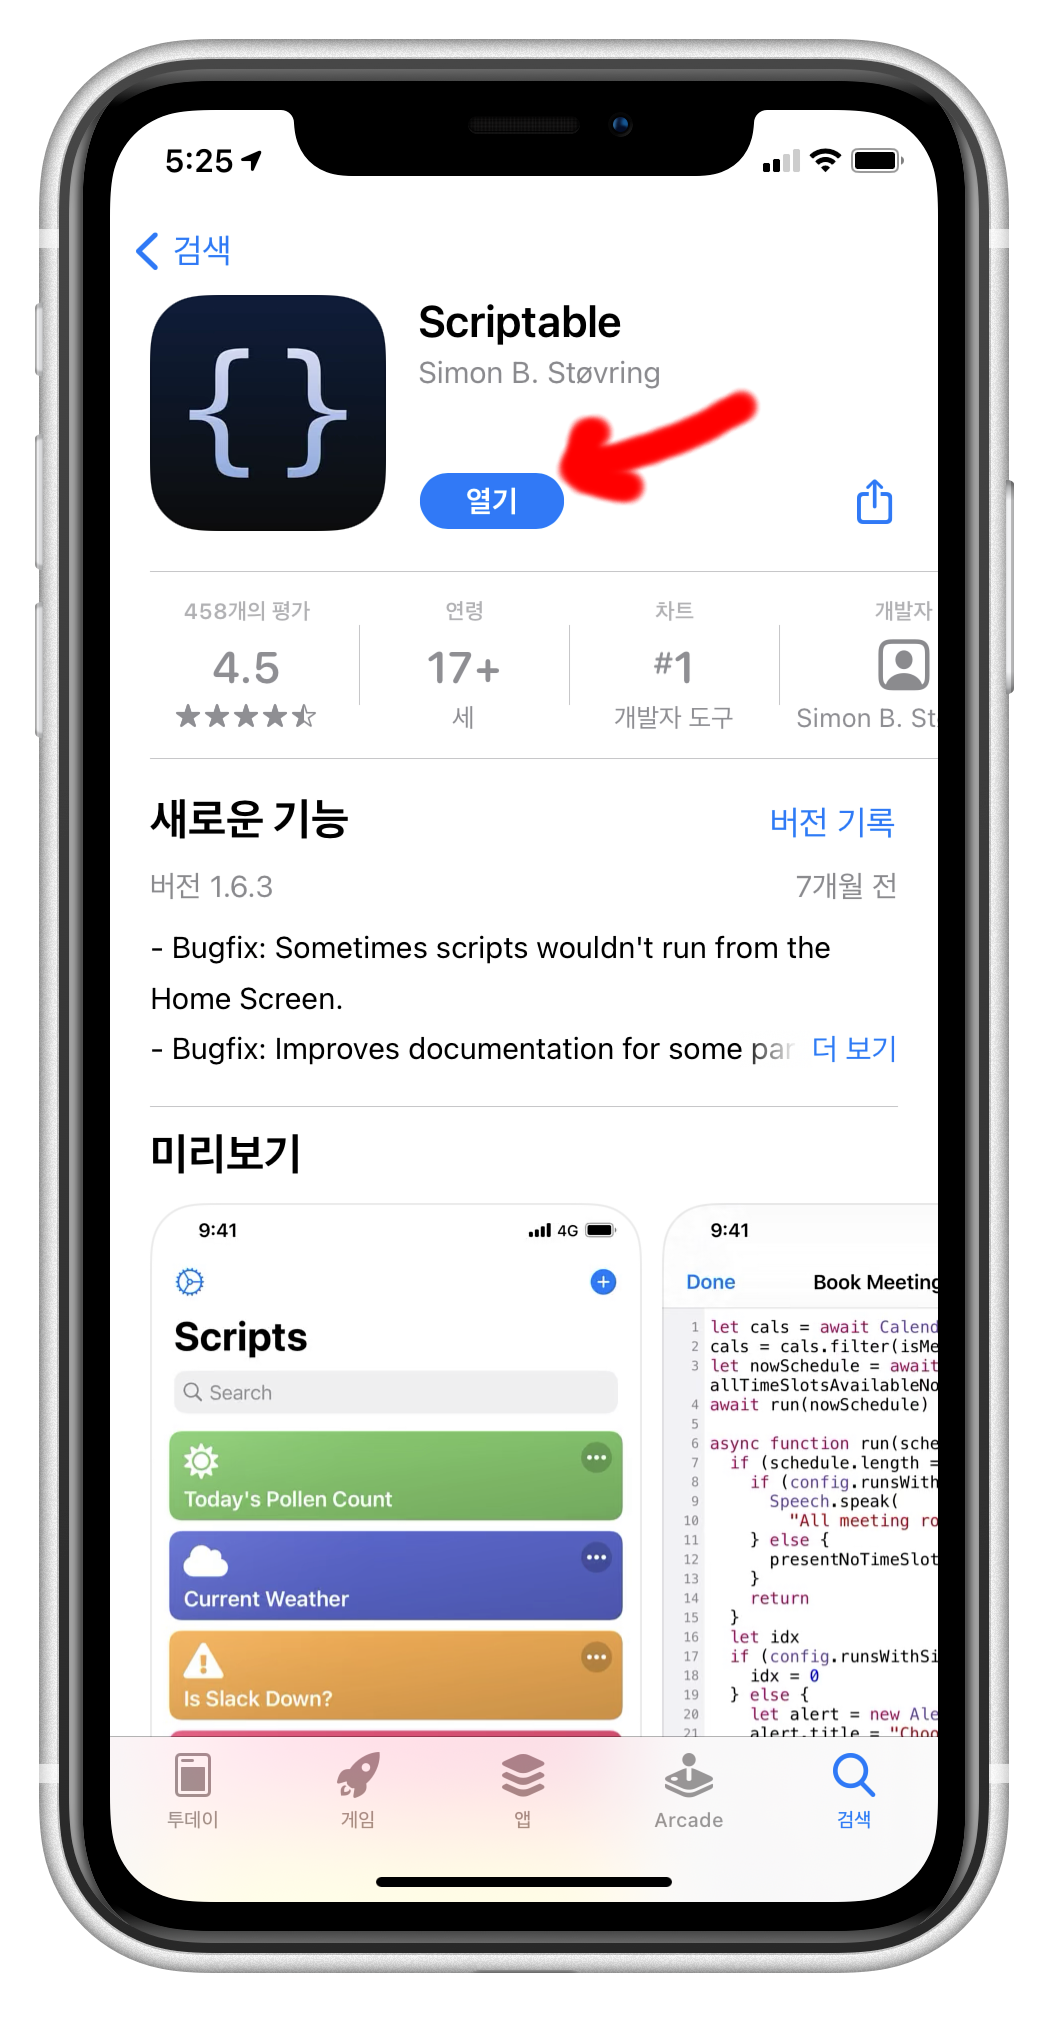 5:25
검색
{}
Scriptable
Simon B. Støvring
열기
458개의 평가
4.5
연령
17+
세
차트
#1
개발자 도구
개발자
Simon B. St
새로운 기능
버전 기록
버전 1.6.3
7개월 전
- Bugfix: Sometimes scripts wouldn't run from the
Home Screen.
- Bugfix: Improves documentation for some par
더 보기
미리보기
9:41
4G
Scripts
Search
Today's Pollen Count
Current Weather
Is Slack Down?
9:41
Done
Book Meeting
1 let cals = await Calend
2 cals = cals.filter(isMe
3 let nowSchedule = await
allTimeSlotsAvailableNo
4 await run(nowSchedule)
5
6 async function run(sche
7 if (schedule.length =
8 if (config.runsWith
9 Speech.speak(
10 "All meeting ro
11 } else {
12 presentNoTimeSlot
13 }
14 return
15 }
16 let idx
17 if (config.runsWithSi
18 idx = 0
19 } else {
20 let alert = new Ale
21 alert.title = "Choo
투데이
게임
앱
Arcade
검색